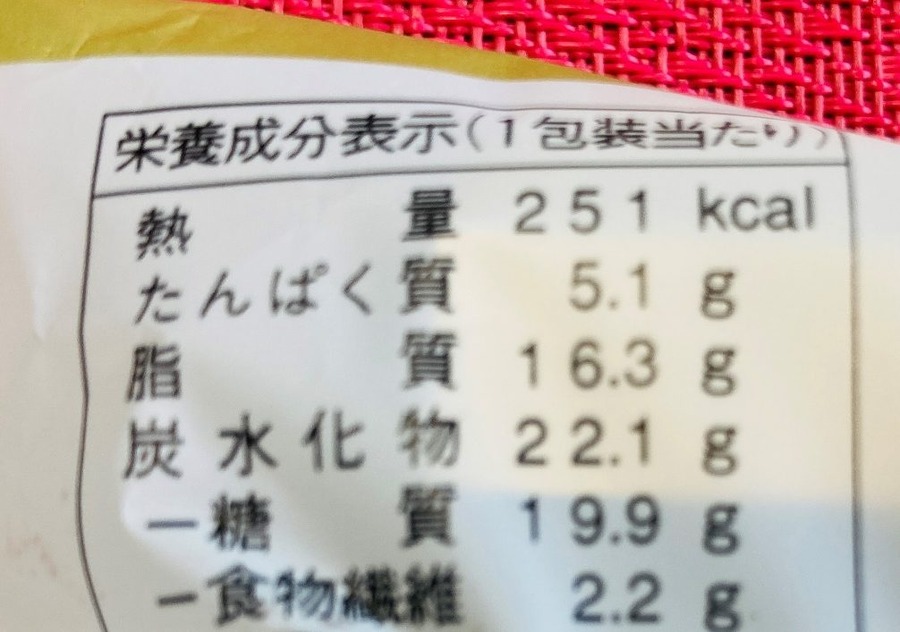 栄養成分表示(1包装当たり)
熱量 251 kcal
たんぱく質 5.1 g
脂質 16.3 g
炭水化物 22.1 g
－糖質 19.9 g
－食物繊維 2.2 g